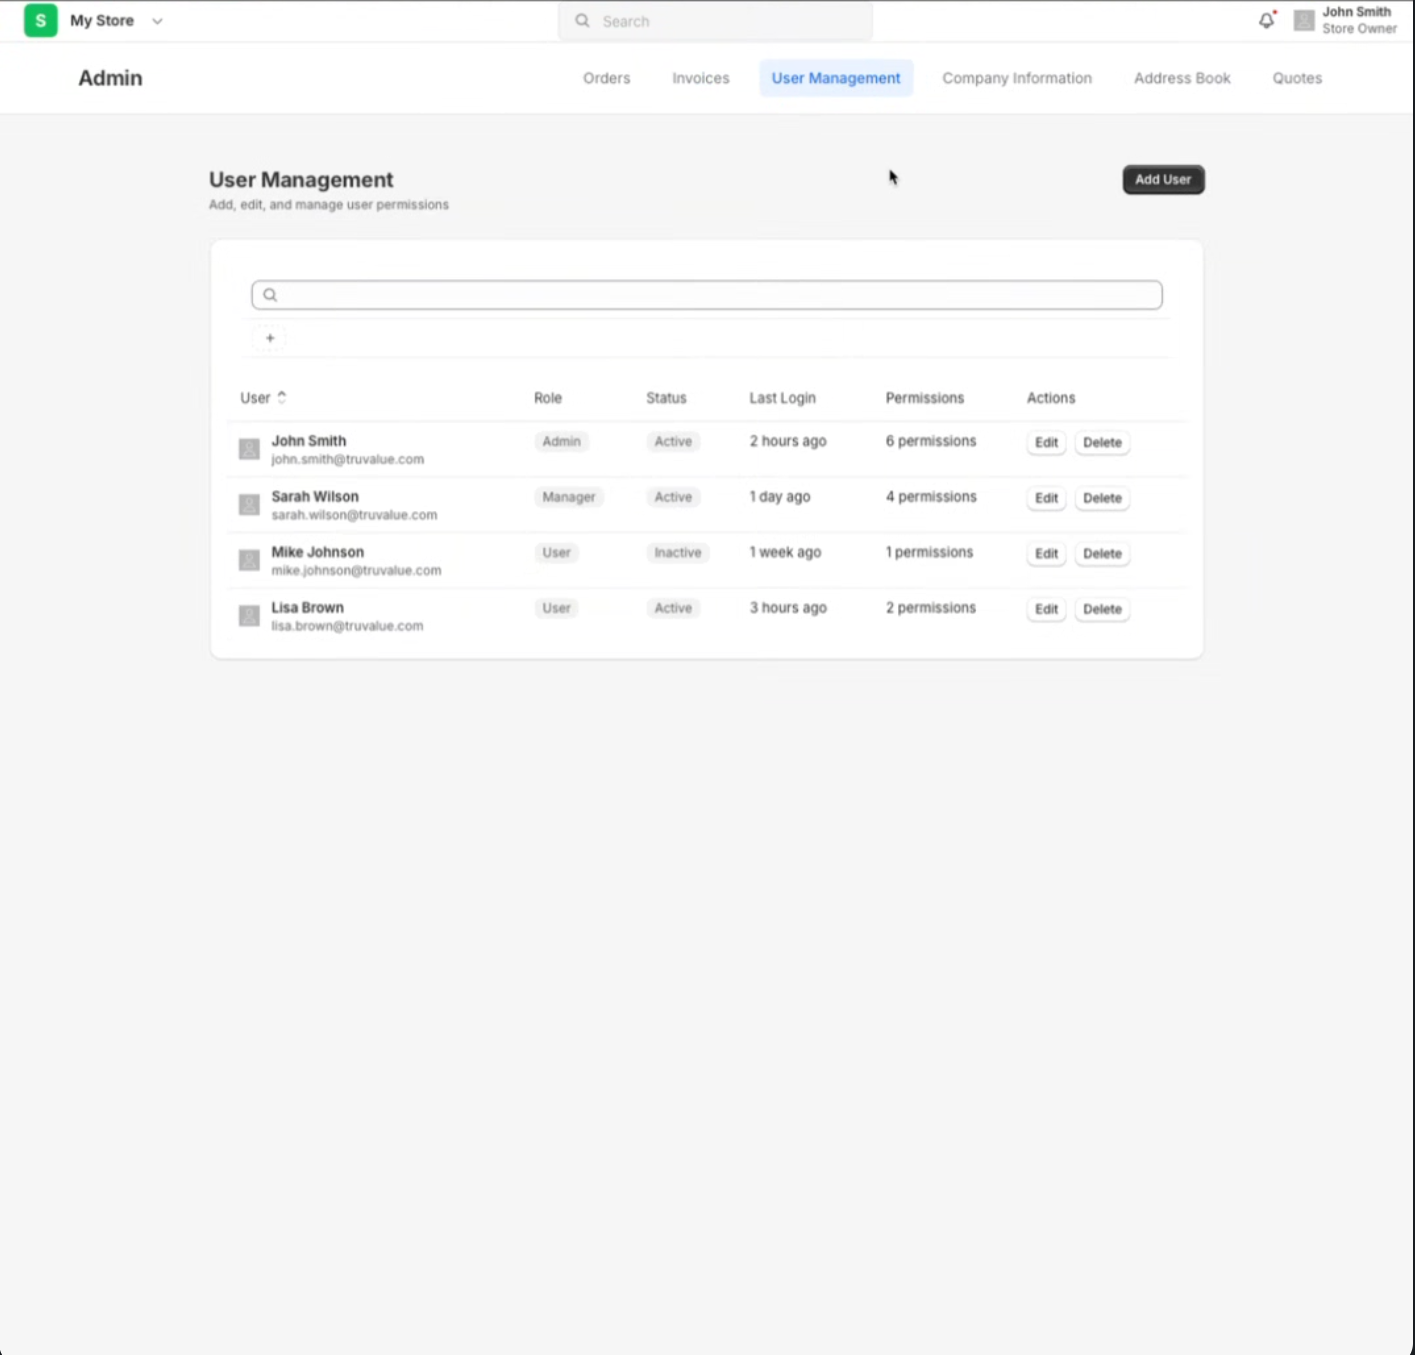 S My Store Search John Smith
Store Owner
Admin Orders Invoices User Management Company Information Address Book Quotes
User Management Add User
Add, edit, and manage user permissions
+
User Role Status Last Login Permissions Actions
John Smith Admin Active 2 hours ago 6 permissions Edit Delete
john.smith@truvalue.com
Sarah Wilson Manager Active 1 day ago 4 permissions Edit Delete
sarah.wilson@truvalue.com
Mike Johnson User Inactive 1 week ago 1 permissions Edit Delete
mike.johnson@truvalue.com
Lisa Brown User Active 3 hours ago 2 permissions Edit Delete
lisa.brown@truvalue.com